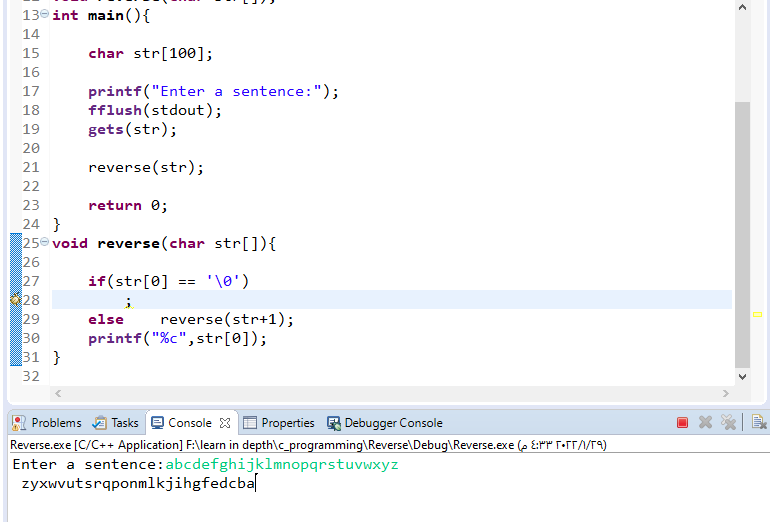 13 int main(){
14
15 char str[100];
16
17 printf("Enter a sentence:");
18 fflush(stdout);
19 gets(str);
20
21 reverse(str);
22
23 return 0;
24 }
25 void reverse(char str[]){
26
27 if(str[0] == '\0')
28 ;
29 else    reverse(str+1);
30 printf("%c",str[0]);
31 }
32
Problems Tasks Console Properties Debugger Console
Reverse.exe [C/C++ Application] F:\learn in depth\c_programming\Reverse\Debug\Reverse.exe (٢٠٢٢/١/٢٩ ٤:٣٣ م)
Enter a sentence:abcdefghijklmnopqrstuvwxyz
zyxwvutsrqponmlkjihgfedcba